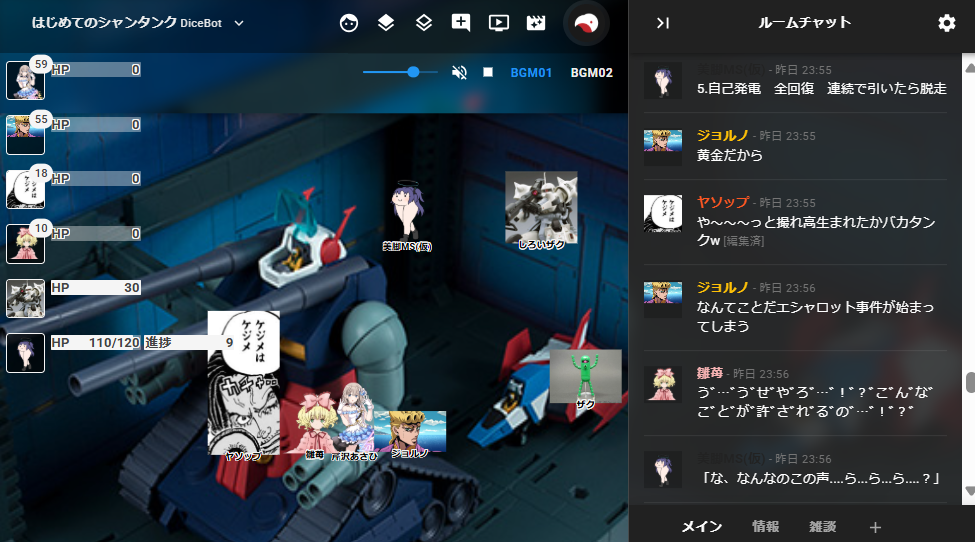 はじめてのシャンタンク DiceBot
BGM01 BGM02
59
HP 0
55
HP 0
18
HP 0
10
HP 0
HP 30
HP 110/120 進捗 9
美脚MS(仮)
しろいザク
ケジメは
ケジメ
ヤソップ
雛苺
芹沢あさひ
ジョルノ
ザク
ルームチャット
- 昨日 23:55
5.自己発電　全回復　連続で引いたら脱走
ジョルノ - 昨日 23:55
黄金だから
ヤソップ - 昨日 23:55
や〜〜〜っと撮れ高生まれたかバカタン
クw [編集済]
ジョルノ - 昨日 23:56
なんてことだエシャロット事件が始まっ
てしまう
雛苺 - 昨日 23:56
う゛…゛う゛ぜ゛や゛ろ゛…゛！゛？゛こ゛ん゛な゛
こ゛と゛が゛許゛さ゛れ゛る゛の゛…゛！゛？゛
- 昨日 23:56
「な、なんなのこの声....ら...ら...ら....？」
メイン 情報 雑談